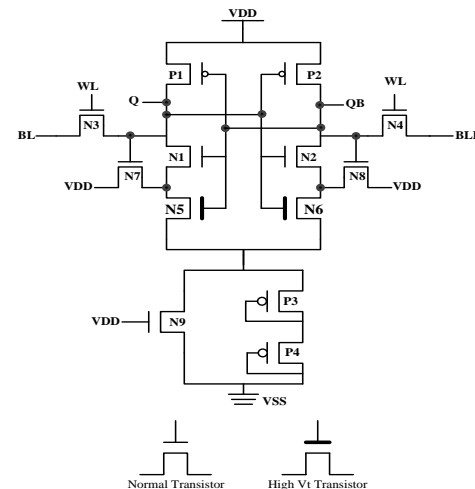 VDD
P1
P2
WL
WL
Q
QB
BL
N3
N4
BLB
N1
N2
N7
N8
VDD
VDD
N5
N6
P3
VDD
N9
P4
VSS
Normal Transistor
High Vt Transistor